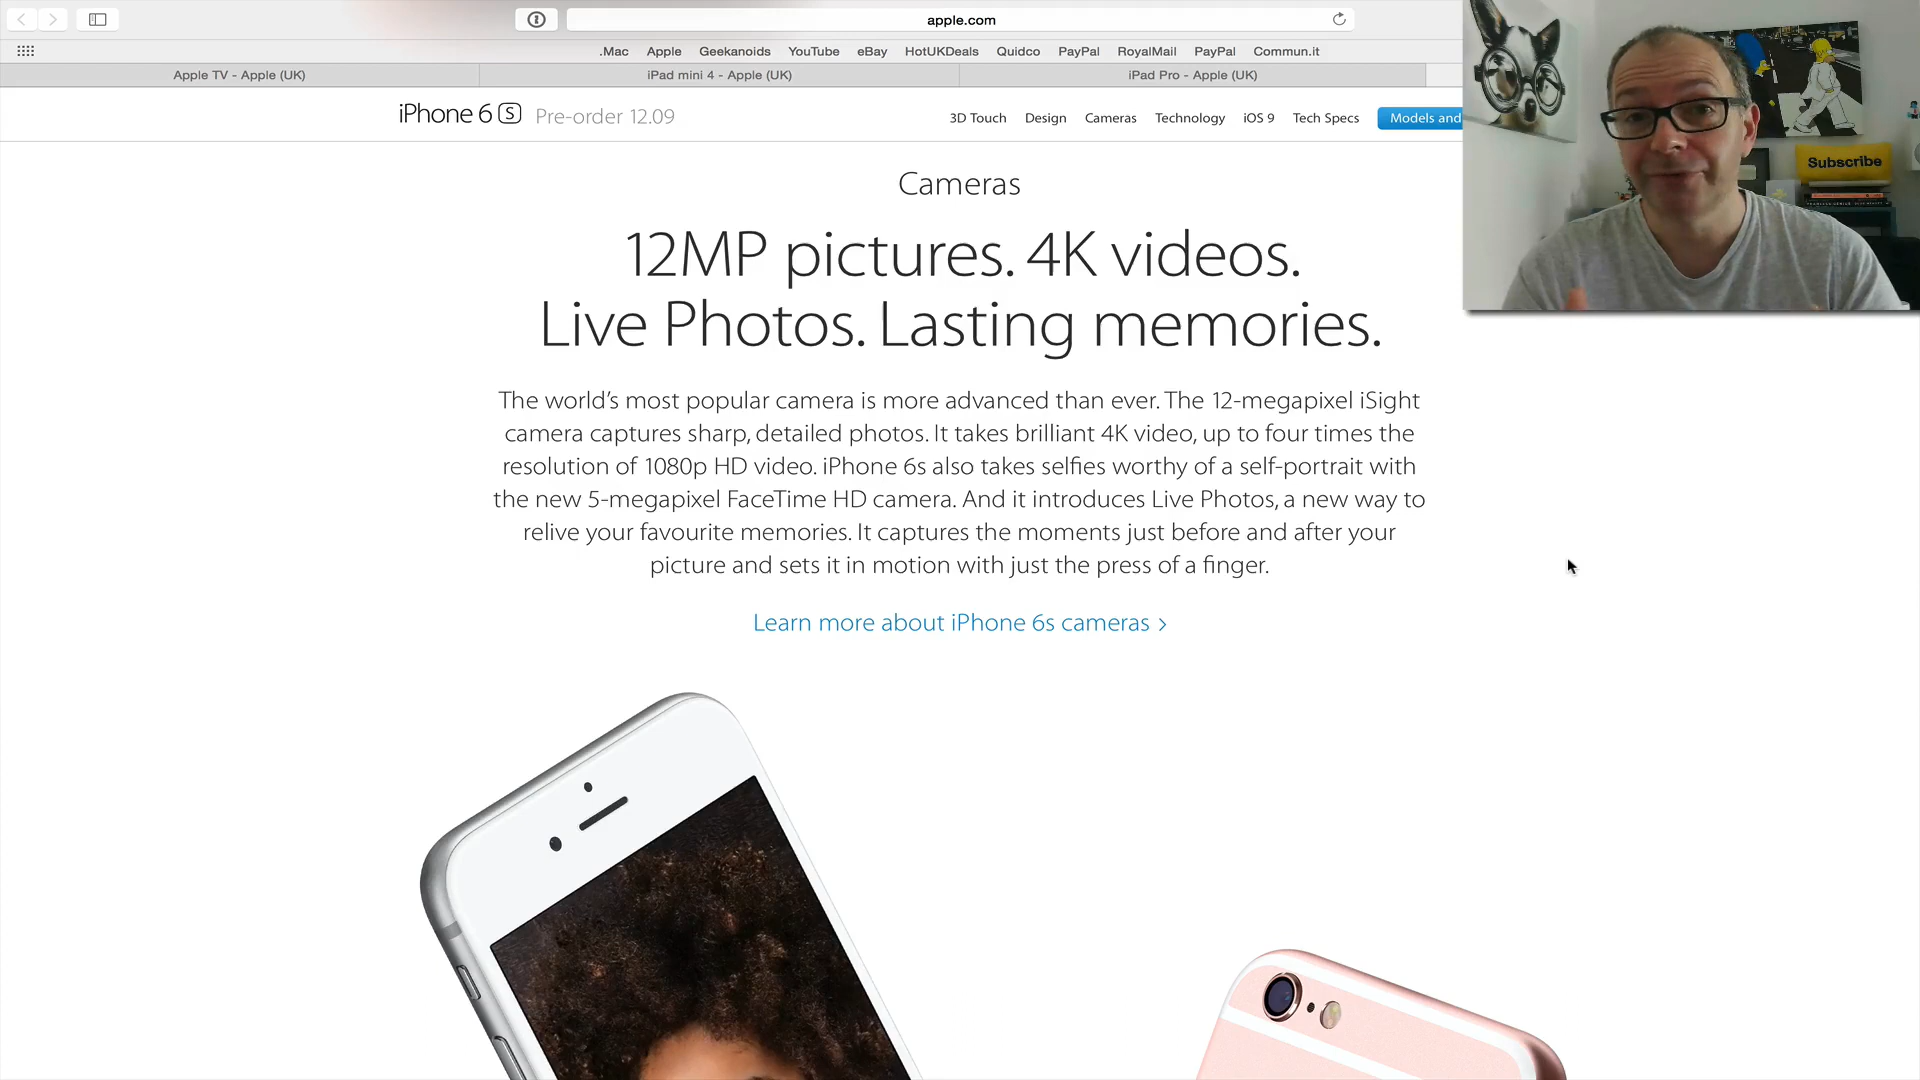 apple.com
.Mac Apple Geekanoids YouTube eBay HotUKDeals Quidco PayPal RoyalMail PayPal Commun.it
Apple TV - Apple (UK) iPad mini 4 - Apple (UK) iPad Pro - Apple (UK)
iPhone 6 S Pre-order 12.09 3D Touch Design Cameras Technology iOS 9 Tech Specs Models and
Subscribe
Cameras
12MP pictures. 4K videos.
Live Photos. Lasting memories.
The world’s most popular camera is more advanced than ever. The 12-megapixel iSight
camera captures sharp, detailed photos. It takes brilliant 4K video, up to four times the
resolution of 1080p HD video. iPhone 6s also takes selfies worthy of a self-portrait with
the new 5-megapixel FaceTime HD camera. And it introduces Live Photos, a new way to
relive your favourite memories. It captures the moments just before and after your
picture and sets it in motion with just the press of a finger.
Learn more about iPhone 6s cameras >